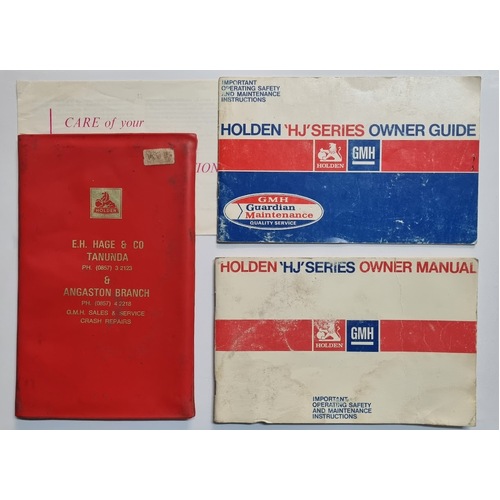 CARE of your
HOLDEN
E.H. HAGE & CO
TANUNDA
PH. (0857) 3 2123
&
ANGASTON BRANCH
PH. (0857) 4 2218
G.M.H. SALES & SERVICE
CRASH REPAIRS
IMPORTANT
OPERATING SAFETY
AND MAINTENANCE
INSTRUCTIONS
HOLDEN 'HJ' SERIES OWNER GUIDE
HOLDEN
GMH
GMH
Guardian
Maintenance
QUALITY SERVICE
HOLDEN 'HJ' SERIES OWNER MANUAL
HOLDEN
GMH
IMPORTANT
OPERATING SAFETY
AND MAINTENANCE
INSTRUCTIONS